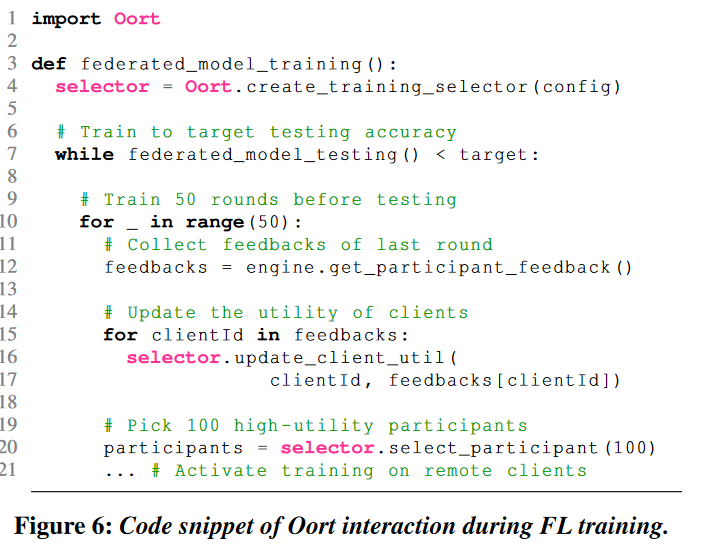 1 import Oort
2
3 def federated_model_training():
4 selector = Oort.create_training_selector(config)
5
6 # Train to target testing accuracy
7 while federated_model_testing() < target:
8
9 # Train 50 rounds before testing
10 for _ in range(50):
11 # Collect feedbacks of last round
12 feedbacks = engine.get_participant_feedback()
13
14 # Update the utility of clients
15 for clientId in feedbacks:
16 selector.update_client_util(
17 clientId, feedbacks[clientId])
18
19 # Pick 100 high-utility participants
20 participants = selector.select_participant(100)
21 ... # Activate training on remote clients
Figure 6: Code snippet of Oort interaction during FL training.